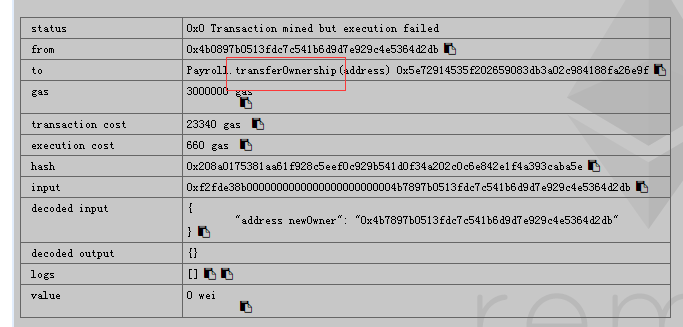 status 0x0 Transaction mined but execution failed
from 0x4b0897b0513fdc7c541b6d9d7e929c4e5364d2db
to Payroll.transferOwnership(address) 0x5e72914535f202659083db3a02c984188fa26e9f
gas 3000000 gas
transaction cost 23340 gas
execution cost 660 gas
hash 0x208a0175381aa61f928c5eef0c929b541d0f34a202c0c6e842e1f4a393caba5e
input 0xf2fde38b0000000000000000000000004b7897b0513fdc7c541b6d9d7e929c4e5364d2db
decoded input {
"address newOwner": "0x4b7897b0513fdc7c541b6d9d7e929c4e5364d2db"
}
decoded output {}
logs []
value 0 wei
rem